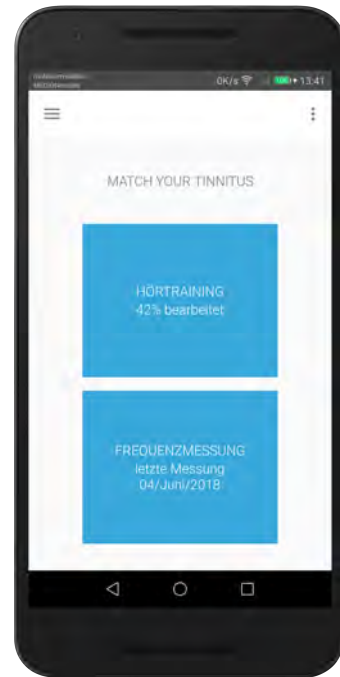 0K/s 13:41
MATCH YOUR TINNITUS
HÖRTRAINING
42% bearbeitet
FREQUENZMESSUNG
letzte Messung
04/Juni/2018